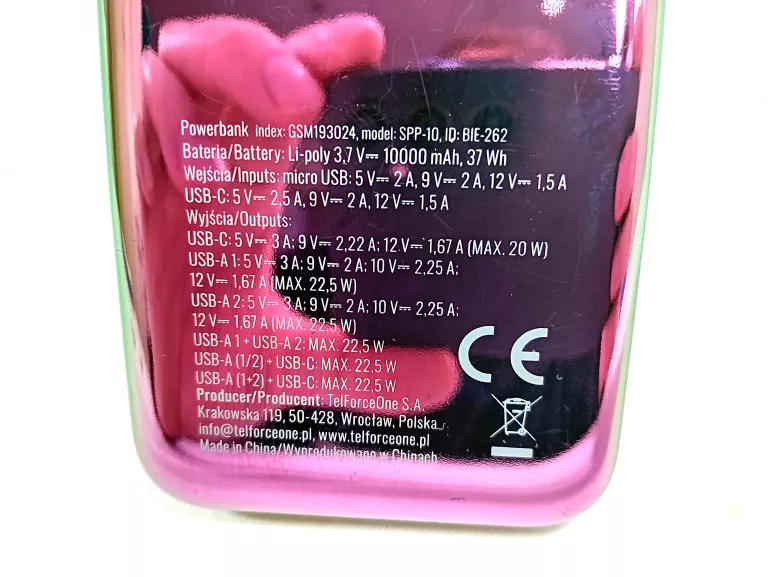 Powerbank index: GSM193024, model: SPP-10, ID: BIE-262
Bateria/Battery: Li-poly 3,7 V⎓ 10000 mAh, 37 Wh
Wejścia/Inputs: micro USB: 5 V⎓ 2 A, 9 V⎓ 2 A, 12 V⎓ 1,5 A
USB-C: 5 V⎓ 2,5 A, 9 V⎓ 2 A, 12 V⎓ 1,5 A
Wyjścia/Outputs:
USB-C: 5 V⎓ 3 A; 9 V⎓ 2,22 A; 12 V⎓ 1,67 A (MAX. 20 W)
USB-A 1: 5 V⎓ 3 A; 9 V⎓ 2 A; 10 V⎓ 2,25 A;
12 V⎓ 1,67 A (MAX. 22,5 W)
USB-A 2: 5 V⎓ 3 A; 9 V⎓ 2 A; 10 V⎓ 2,25 A;
12 V⎓ 1,67 A (MAX. 22,5 W)
USB-A 1 + USB-A 2: MAX. 22,5 W
USB-A (1/2) + USB-C: MAX. 22,5 W
USB-A (1+2) + USB-C: MAX. 22,5 W
Producer/Producent: TelForceOne S.A.
Krakowska 119, 50-428, Wrocław, Polska
info@telforceone.pl, www.telforceone.pl
Made in China/Wyprodukowano w Chinach
CE